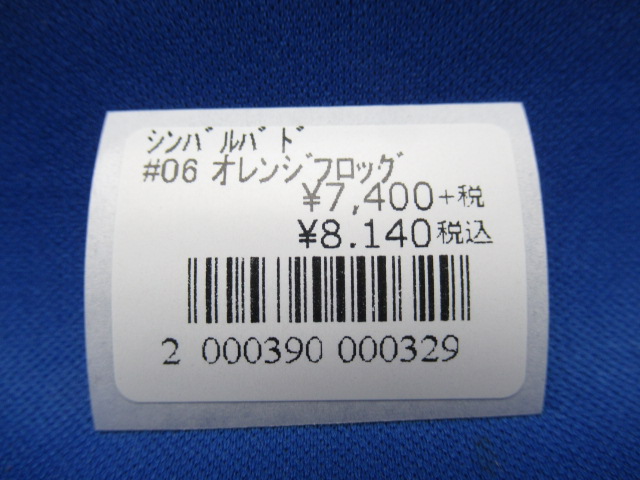 ｼﾝﾊﾞﾙﾊﾞﾄﾞ
#06 ｵﾚﾝｼﾞﾌﾛｯｸﾞ
¥7,400+税
¥8.140税込
2 000390 000329